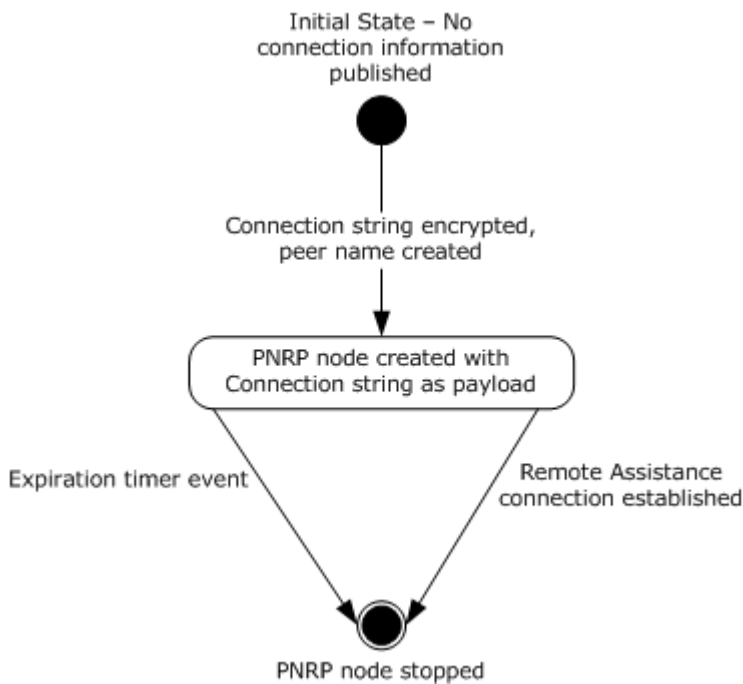 Initial State – No
connection information
published
Connection string encrypted,
peer name created
PNRP node created with
Connection string as payload
Expiration timer event
Remote Assistance
connection established
PNRP node stopped